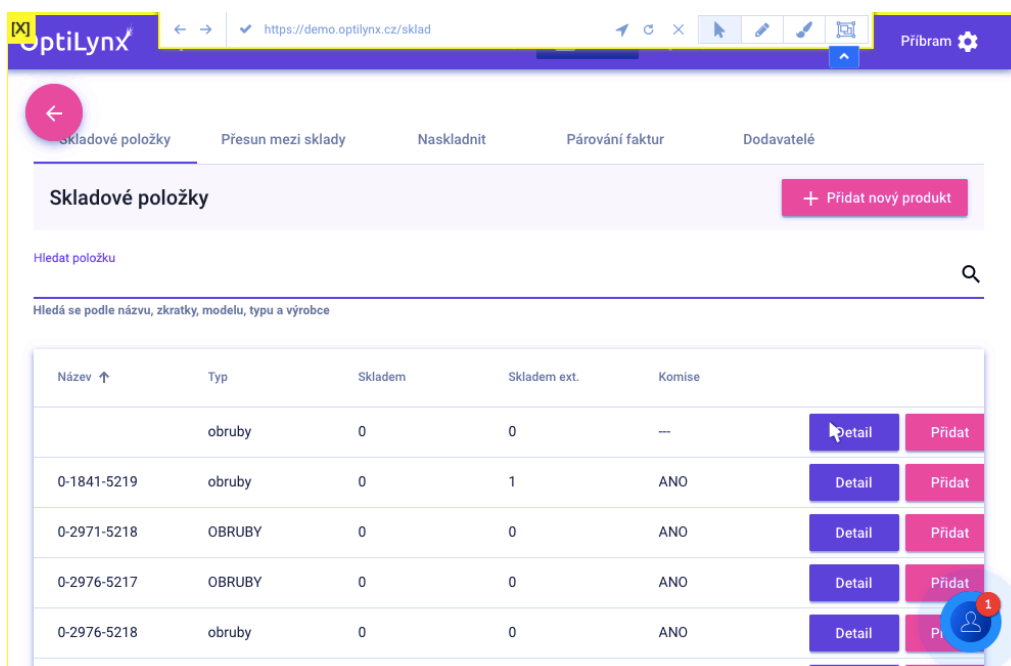 [X]
https://demo.optilynx.cz/sklad
OptiLynx
Příbram
Skladové položky Přesun mezi sklady Naskladnit Párování faktur Dodavatelé
Skladové položky
Přidat nový produkt
Hledat položku
Hledá se podle názvu, zkratky, modelu, typu a výrobce
Název Typ Skladem Skladem ext. Komise
obruby 0 0 --- Detail Přidat
0-1841-5219 obruby 0 1 ANO Detail Přidat
0-2971-5218 OBRUBY 0 0 ANO Detail Přidat
0-2976-5217 OBRUBY 0 0 ANO Detail Přidat
1
0-2976-5218 obruby 0 0 ANO Detail